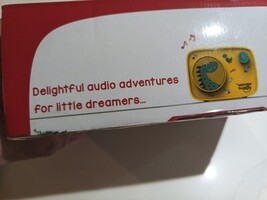 Delightful audio adventures
for little dreamers...